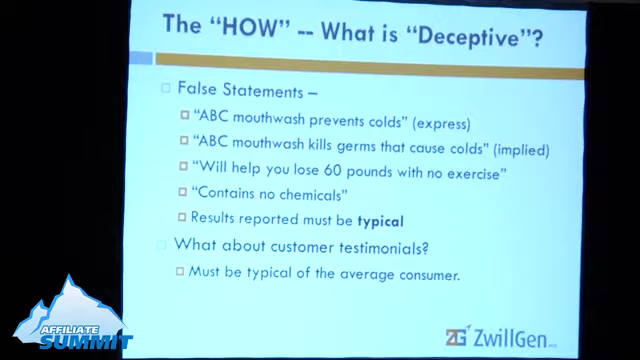 The “HOW” -- What is “Deceptive”?
False Statements –
“ABC mouthwash prevents colds” (express)
“ABC mouthwash kills germs that cause colds” (implied)
“Will help you lose 60 pounds with no exercise”
“Contains no chemicals”
Results reported must be typical
What about customer testimonials?
Must be typical of the average consumer.
AFFILIATE
SUMMIT
ZG ZwillGen